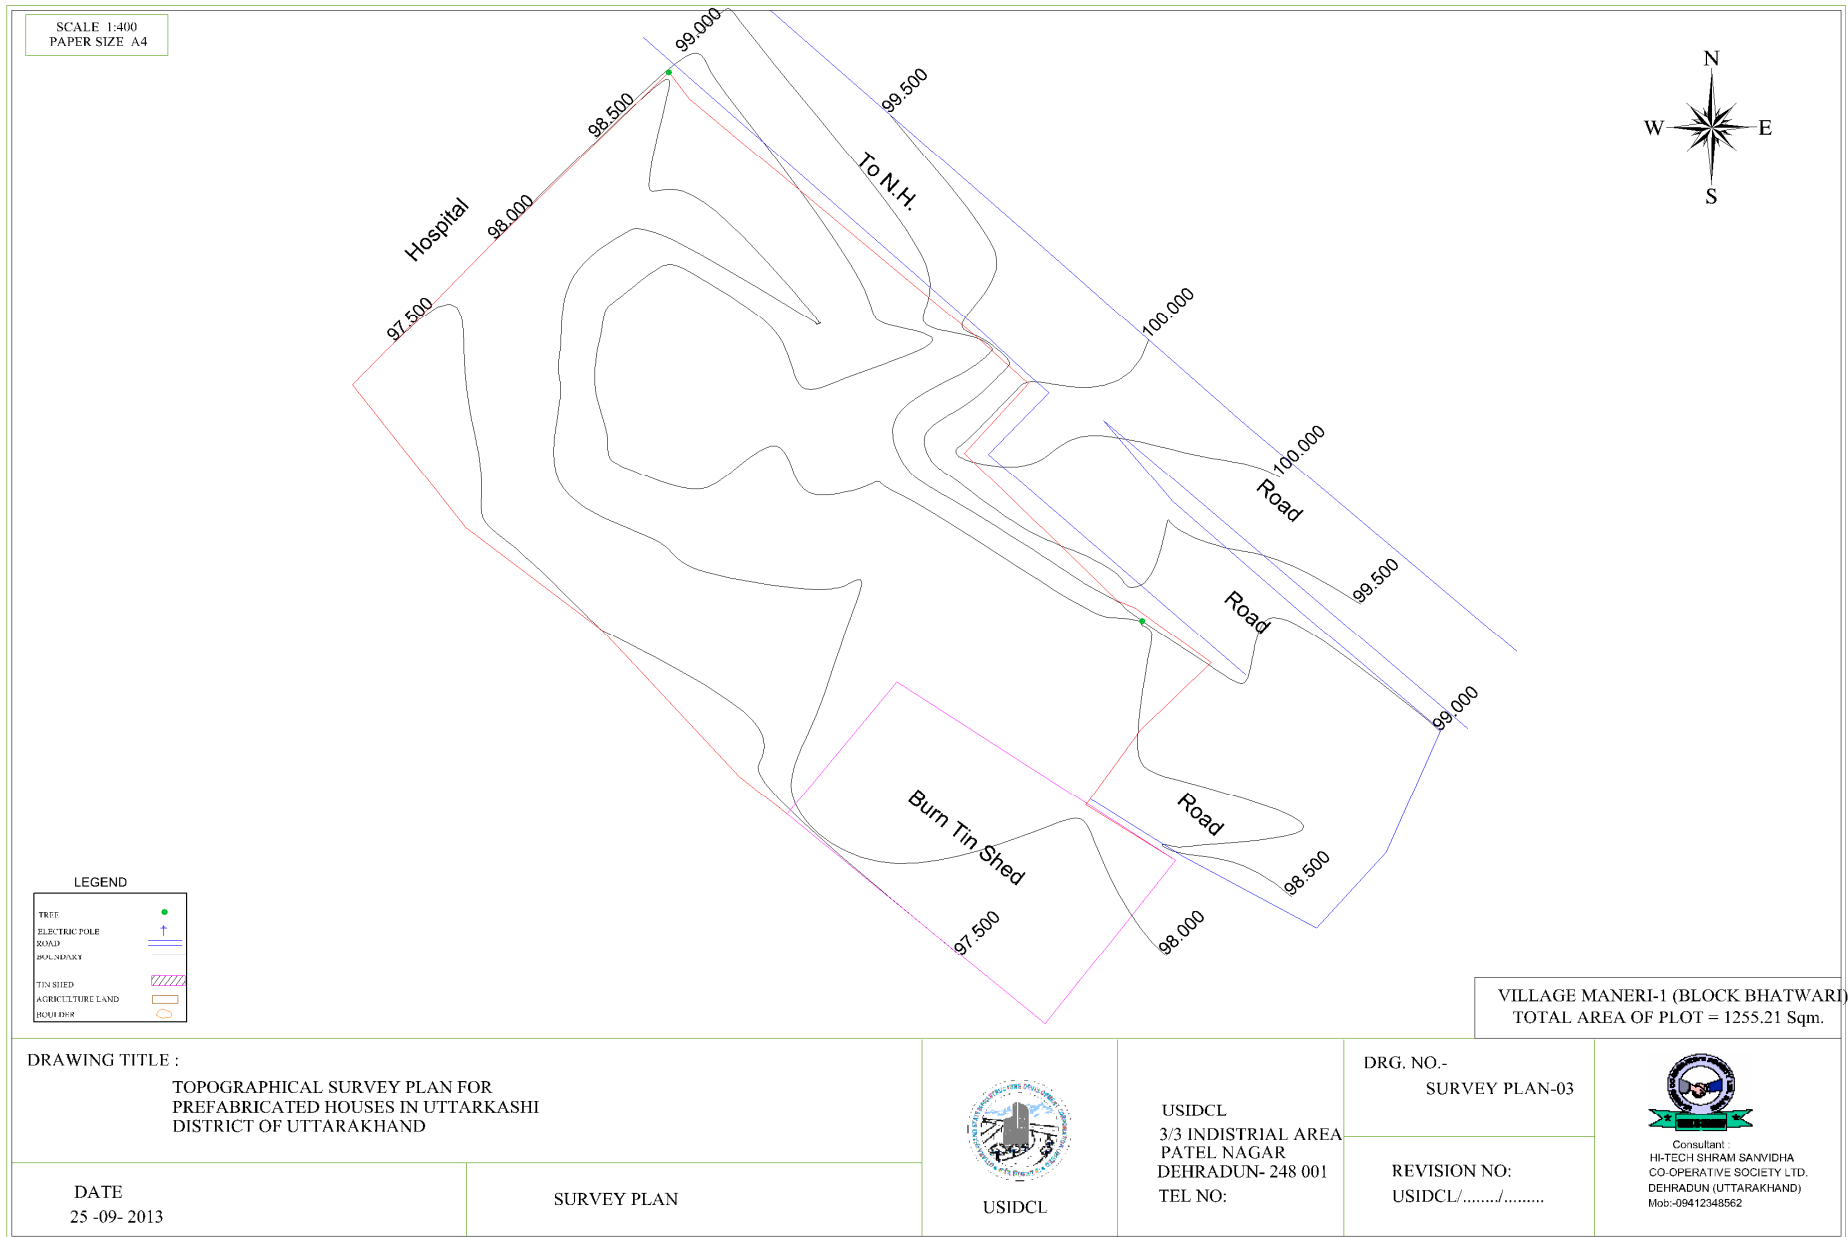 SCALE 1:400
PAPER SIZE A4
99.000
99.500
98.500
To N.H.
98.000
Hospital
97.500
100.000
100.000
Road
99.500
Road
99.000
Road
Burn Tin Shed
98.500
97.500
98.000
N
W E
S
LEGEND
TREE
ELECTRIC POLE
ROAD
BOUNDARY
TIN SHED
AGRICULTURE LAND
BOULDER
VILLAGE MANERI-1 (BLOCK BHATWARI)
TOTAL AREA OF PLOT = 1255.21 Sqm.
DRAWING TITLE :
TOPOGRAPHICAL SURVEY PLAN FOR
PREFABRICATED HOUSES IN UTTARKASHI
DISTRICT OF UTTARAKHAND
DATE
25 -09- 2013
SURVEY PLAN
USIDCL
USIDCL
3/3 INDISTRIAL AREA
PATEL NAGAR
DEHRADUN- 248 001
TEL NO:
DRG. NO.-
SURVEY PLAN-03
REVISION NO:
USIDCL/......../.........
Consultant :
HI-TECH SHRAM SANVIDHA
CO-OPERATIVE SOCIETY LTD.
DEHRADUN (UTTARAKHAND)
Mob:-09412348562